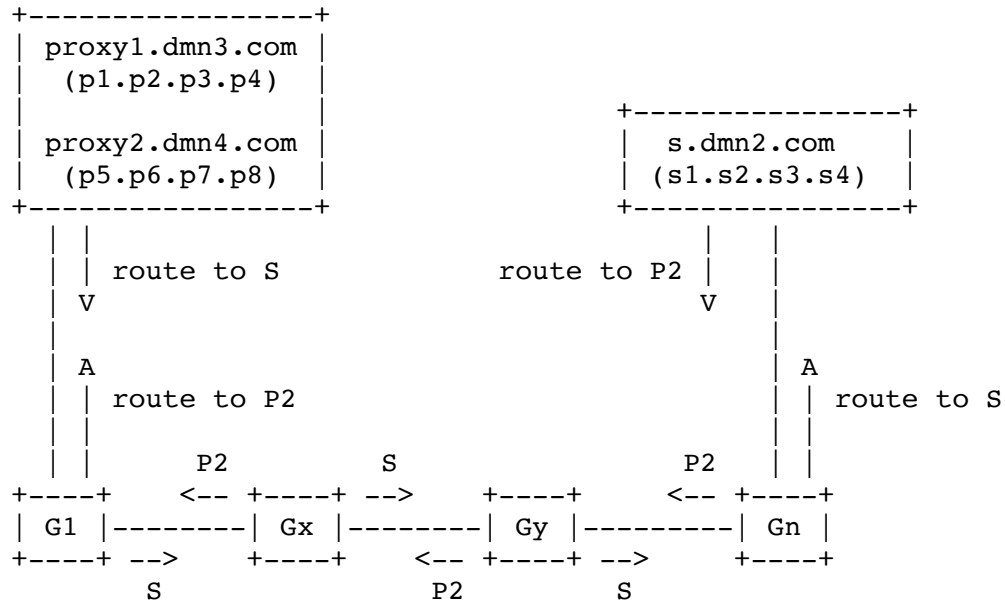 +------------------+
| proxy1.dmn3.com |
| (p1.p2.p3.p4) |
| | +----------------+
| proxy2.dmn4.com | | s.dmn2.com |
| (p5.p6.p7.p8) | | (s1.s2.s3.s4) |
+------------------+ +----------------+
| | | |
| | route to S route to P2 | |
| V V |
| |
| A | A
| | route to P2 | | route to S
| | | |
| | P2 S P2 | |
+----+ <-- +----+ --> +----+ <-- +----+
| G1 |--------| Gx |--------| Gy |---------| Gn |
+----+ --> +----+ <-- +----+ --> +----+
S P2 S